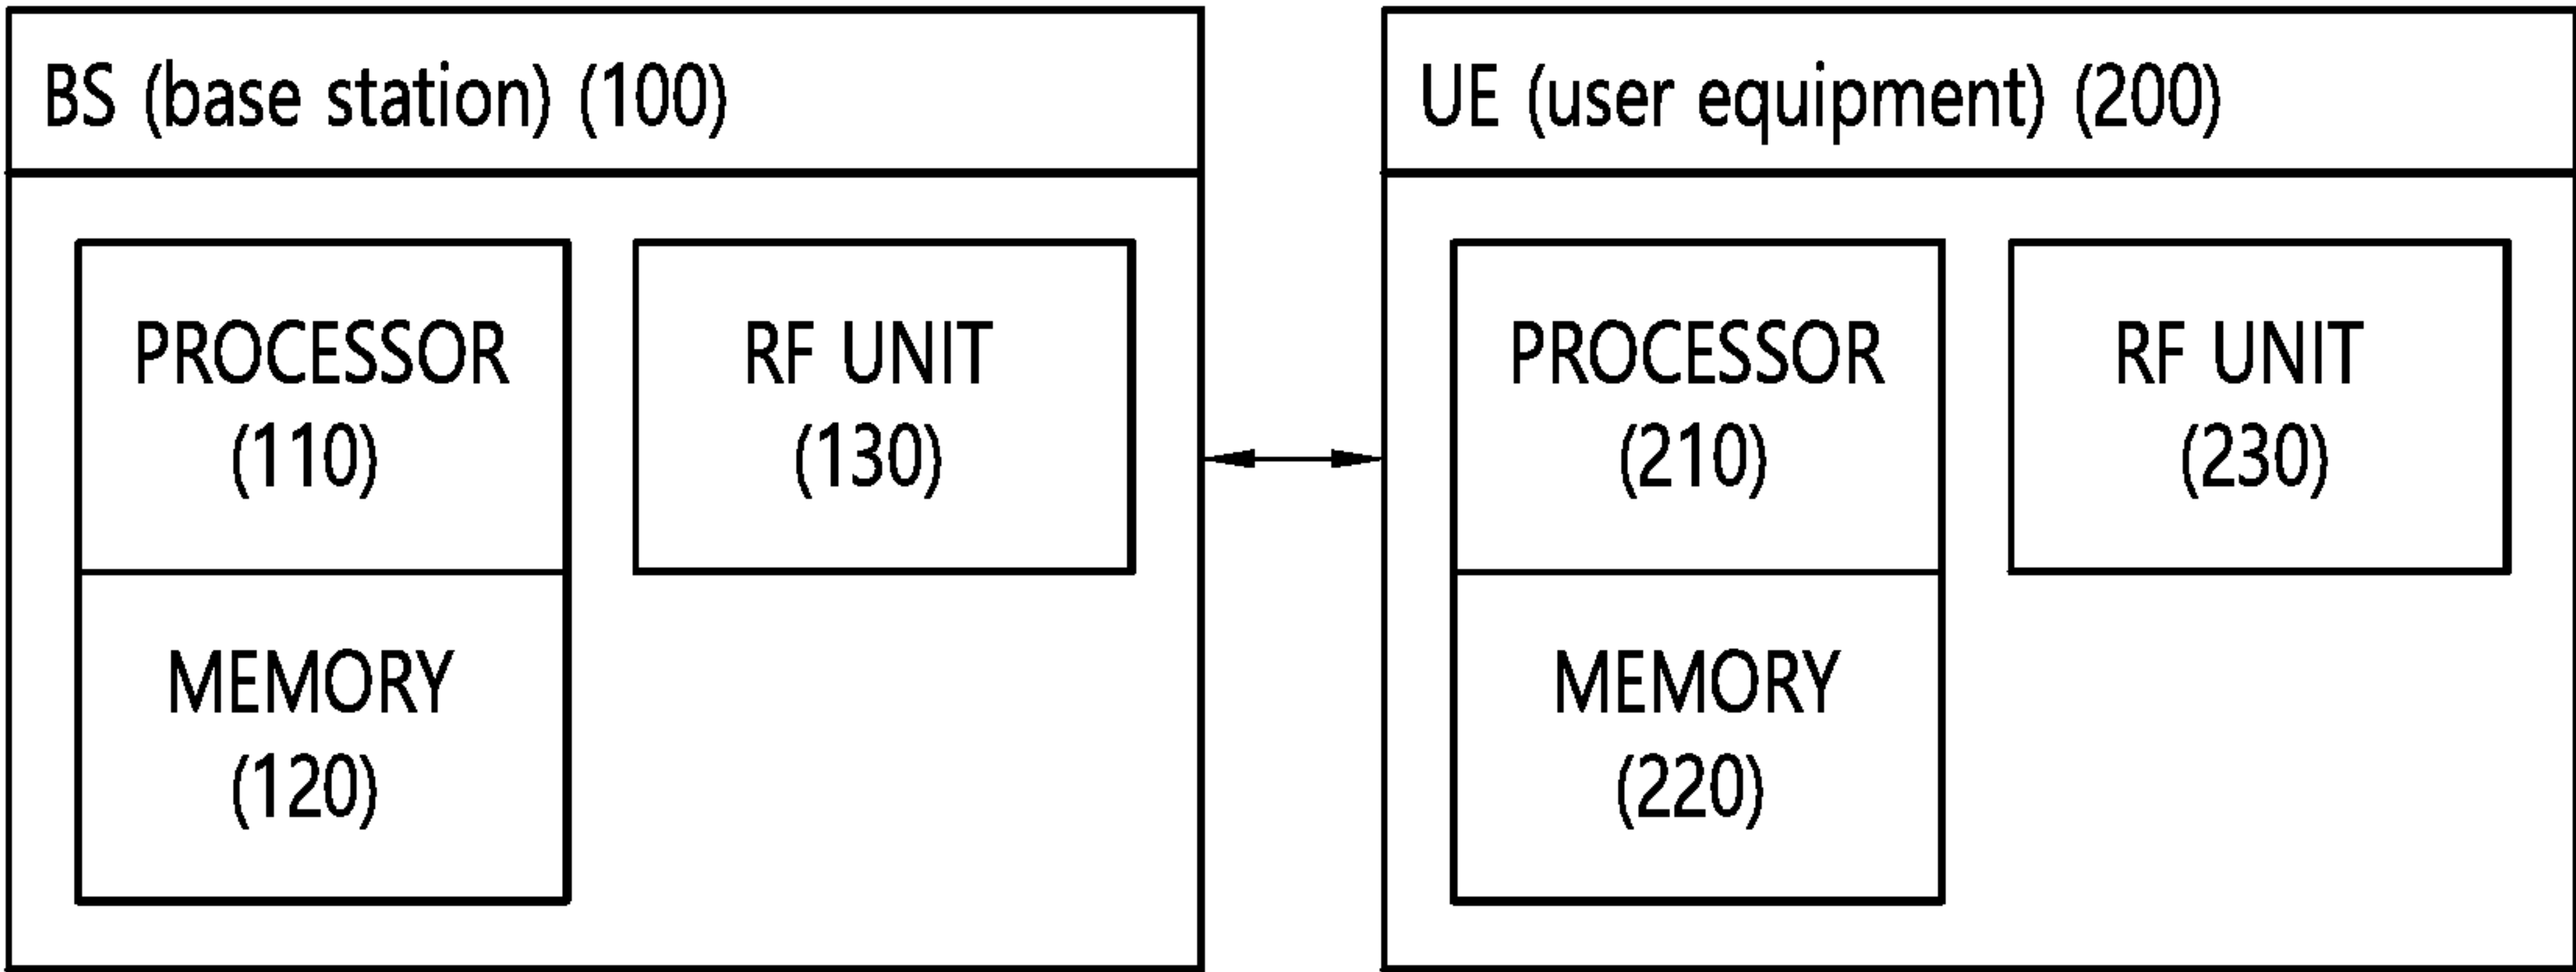 BS (base station) (100)
PROCESSOR
(110)
RF UNIT
(130)
MEMORY
(120)
UE (user equipment) (200)
PROCESSOR
(210)
RF UNIT
(230)
MEMORY
(220)